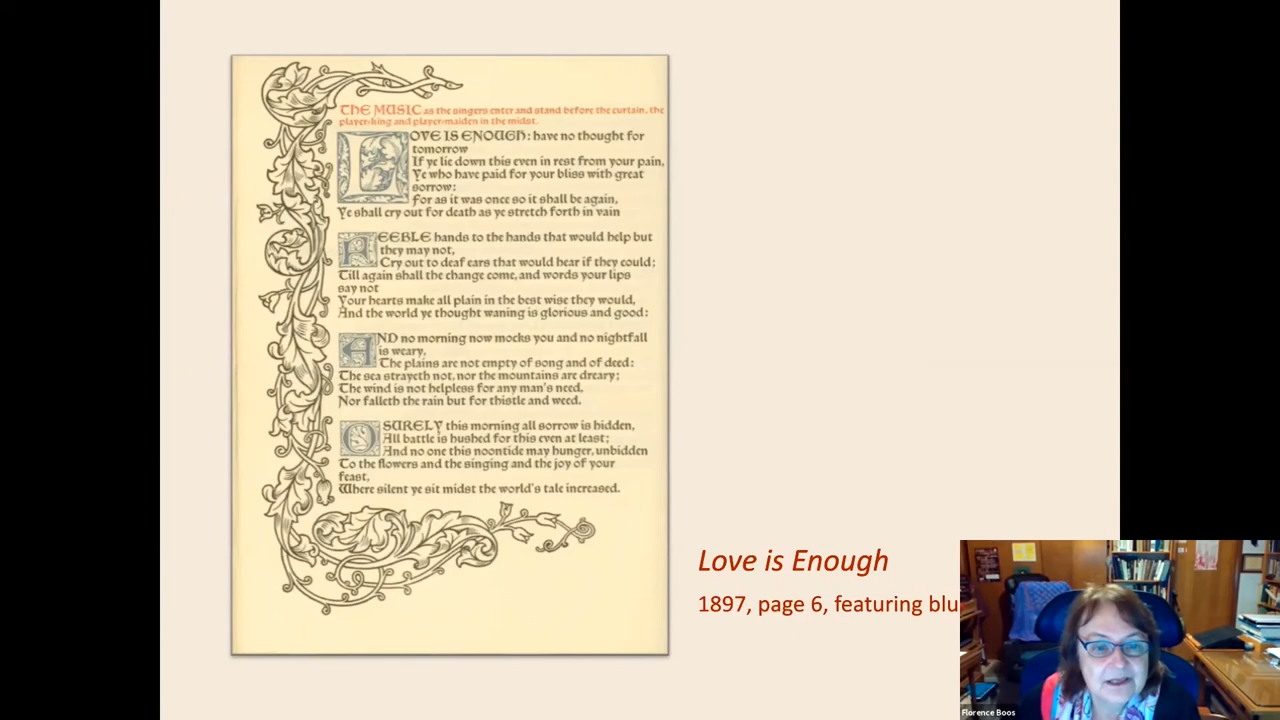 THE MUSIC as the singers enter and stand before the curtain, the
player-king and player-maiden in the midst.
LOVE IS ENOUGH: have no thought for
tomorrow
If ye lie down this even in rest from your pain,
Ye who have paid for your bliss with great
sorrow:
For as it was once so it shall be again,
Ye shall cry out for death as ye stretch forth in vain
FEEBLE hands to the hands that would help but
they may not,
Cry out to deaf ears that would hear if they could;
Till again shall the change come, and words your lips
say not
Your hearts make all plain in the best wise they would,
And the world ye thought waning is glorious and good:
AND no morning now mocks you and no nightfall
is weary,
The plains are not empty of song and of deed:
The sea strayeth not, nor the mountains are dreary;
The wind is not helpless for any man's need,
Nor falleth the rain but for thistle and weed.
O SURELY this morning all sorrow is hidden,
All battle is hushed for this even at least;
And no one this noontide may hunger, unbidden
To the flowers and the singing and the joy of your
feast,
Where silent ye sit midst the world's tale increased.
Love is Enough
1897, page 6, featuring blu
Florence Boos